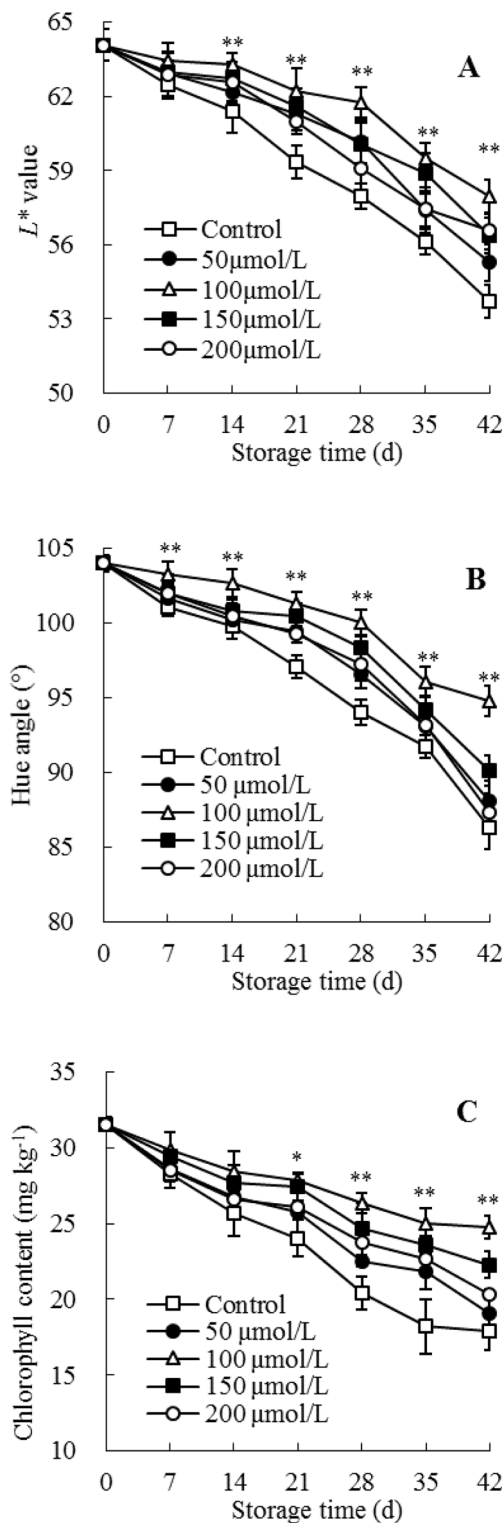 65
62
59
56
53
50
L* value
A
** ** ** ** **
Control
50μmol/L
100μmol/L
150μmol/L
200μmol/L
0 7 14 21 28 35 42
Storage time (d)
105
100
95
90
85
80
Hue angle (°)
B
** ** ** ** ** **
Control
50 μmol/L
100 μmol/L
150 μmol/L
200 μmol/L
0 7 14 21 28 35 42
Storage time (d)
35
30
25
20
15
10
Chlorophyll content (mg kg⁻¹)
C
* ** ** **
Control
50 μmol/L
100 μmol/L
150 μmol/L
200 μmol/L
0 7 14 21 28 35 42
Storage time (d)